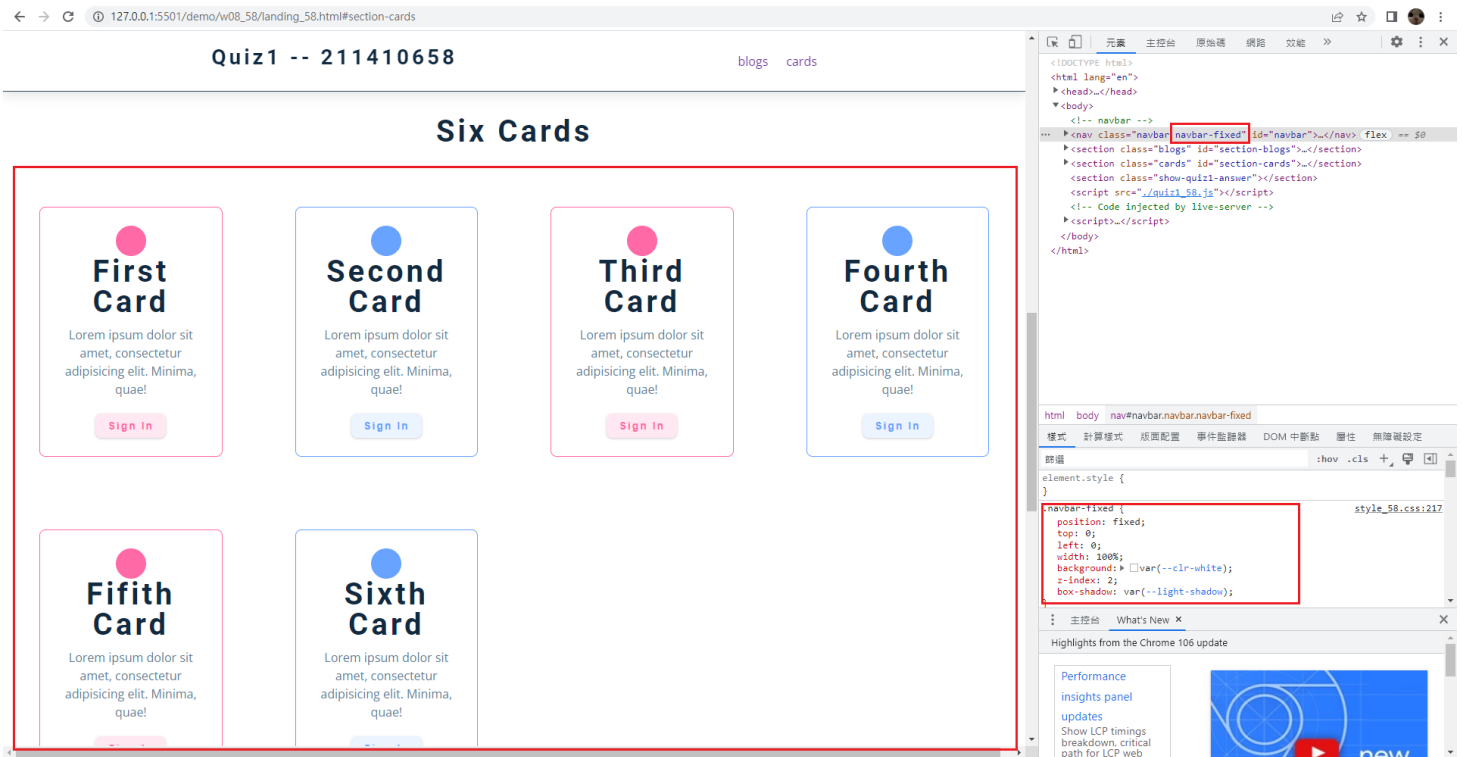 127.0.0.1:5501/demo/w08_58/landing_58.html#section-cards
Quiz1 -- 211410658
blogs cards
Six Cards
First Card
Lorem ipsum dolor sit
amet, consectetur
adipisicing elit. Minima,
quae!
Sign In
Second Card
Lorem ipsum dolor sit
amet, consectetur
adipisicing elit. Minima,
quae!
Sign In
Third Card
Lorem ipsum dolor sit
amet, consectetur
adipisicing elit. Minima,
quae!
Sign In
Fourth Card
Lorem ipsum dolor sit
amet, consectetur
adipisicing elit. Minima,
quae!
Sign In
Fifith Card
Lorem ipsum dolor sit
amet, consectetur
adipisicing elit. Minima,
quae!
Sixth Card
Lorem ipsum dolor sit
amet, consectetur
adipisicing elit. Minima,
quae!
元素 主控台 原始碼 網路 效能 »
<!DOCTYPE html>
<html lang="en">
<head>…</head>
<body>
<!-- navbar -->
<nav class="navbar navbar-fixed" id="navbar">…</nav> flex == $0
<section class="blogs" id="section-blogs">…</section>
<section class="cards" id="section-cards">…</section>
<section class="show-quiz1-answer"></section>
<script src="./quiz1_58.js"></script>
<!-- Code injected by live-server -->
<script>…</script>
</body>
</html>
html body nav#navbar.navbar.navbar-fixed
樣式 計算樣式 版面配置 事件監聽器 DOM 中斷點 屬性 無障礙設定
篩選 :hov .cls +
element.style {
}
.navbar-fixed { style_58.css:217
position: fixed;
top: 0;
left: 0;
width: 100%;
background: var(--clr-white);
z-index: 2;
box-shadow: var(--light-shadow);
}
主控台 What's New ×
Highlights from the Chrome 106 update
Performance
insights panel
updates
Show LCP timings
breakdown, critical
path for LCP web
new